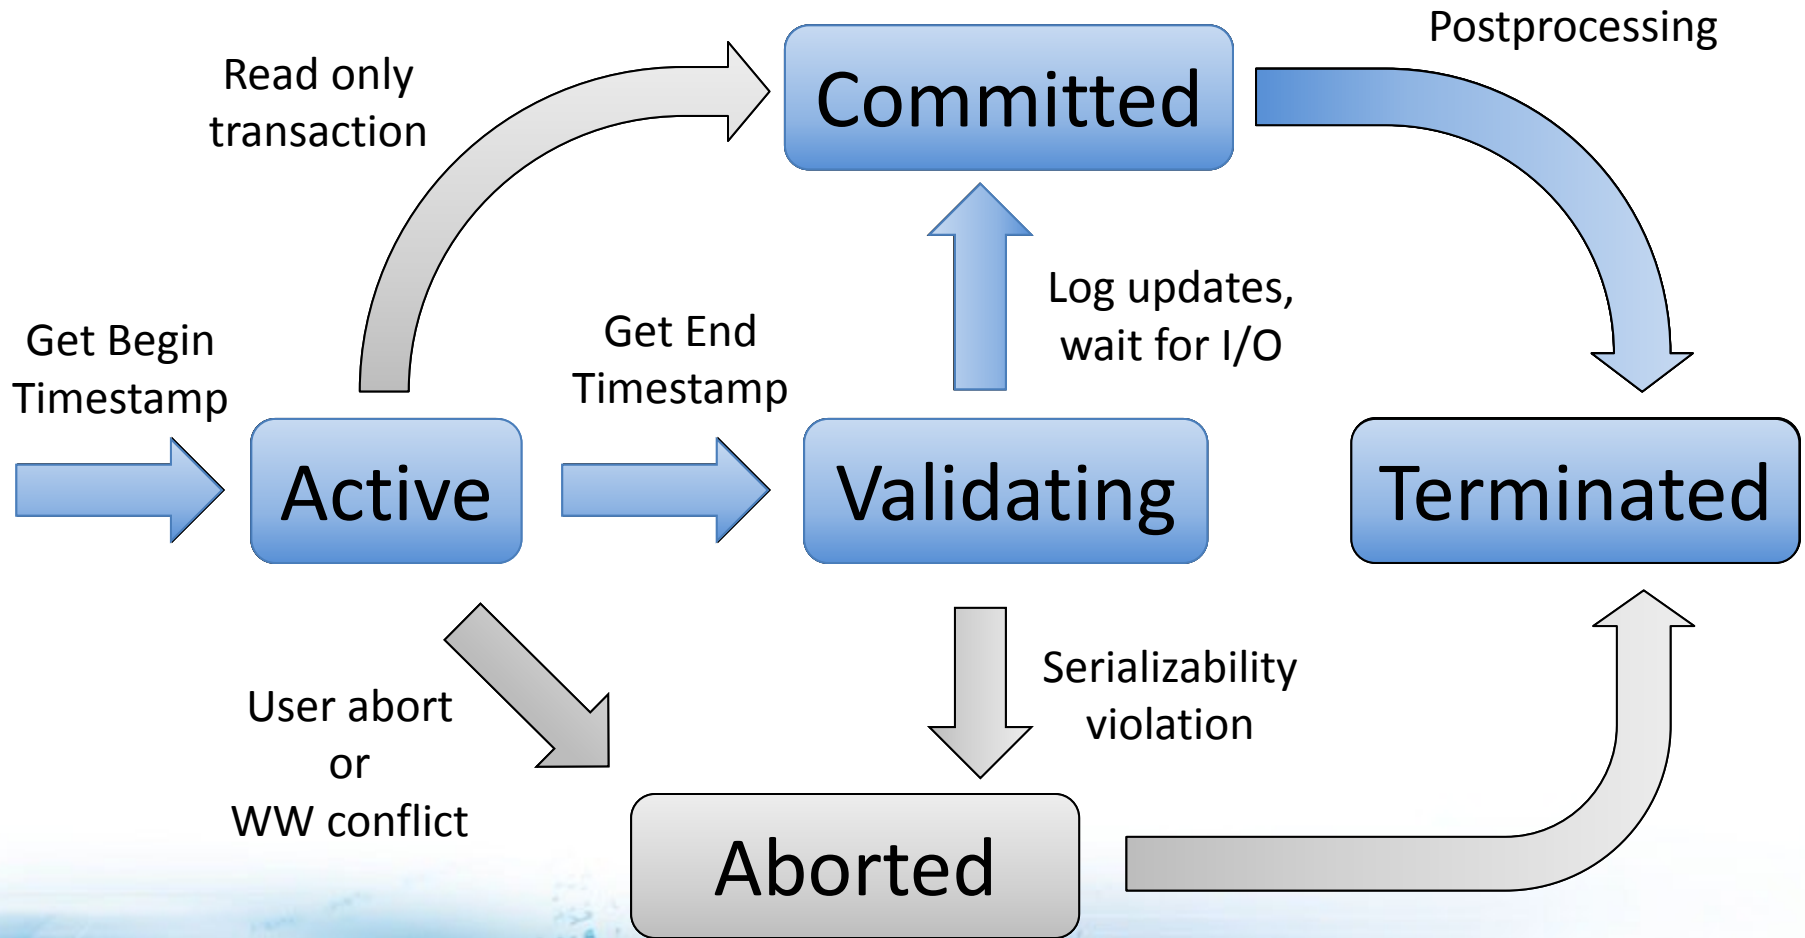 Postprocessing
Read only
transaction
Committed
Log updates,
wait for I/O
Get Begin
Timestamp
Get End
Timestamp
Active
Validating
Terminated
User abort
or
WW conflict
Serializability
violation
Aborted